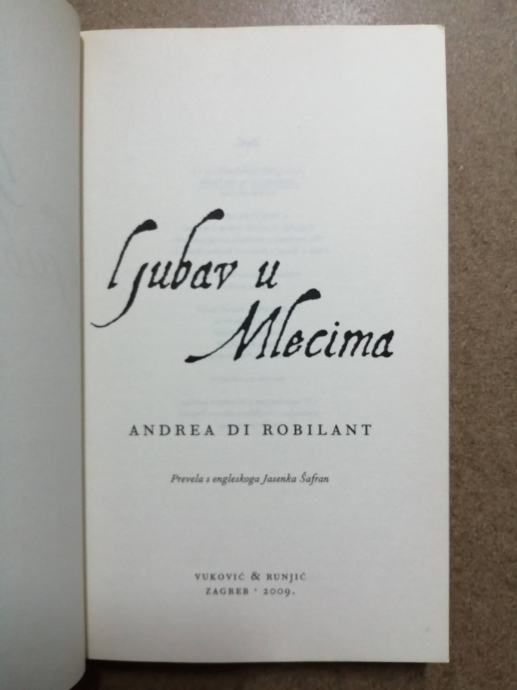 ljubav u
Mlecima
ANDREA DI ROBILANT
Prevela s engleskoga Jasenka Šafran
VUKOVIĆ & RUNJIĆ
ZAGREB · 2009.